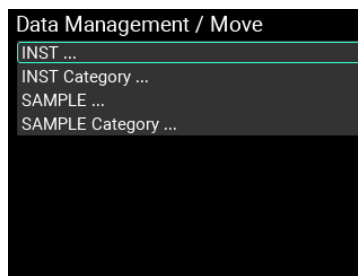 Data Management / Move
INST ...
INST Category ...
SAMPLE ...
SAMPLE Category ...